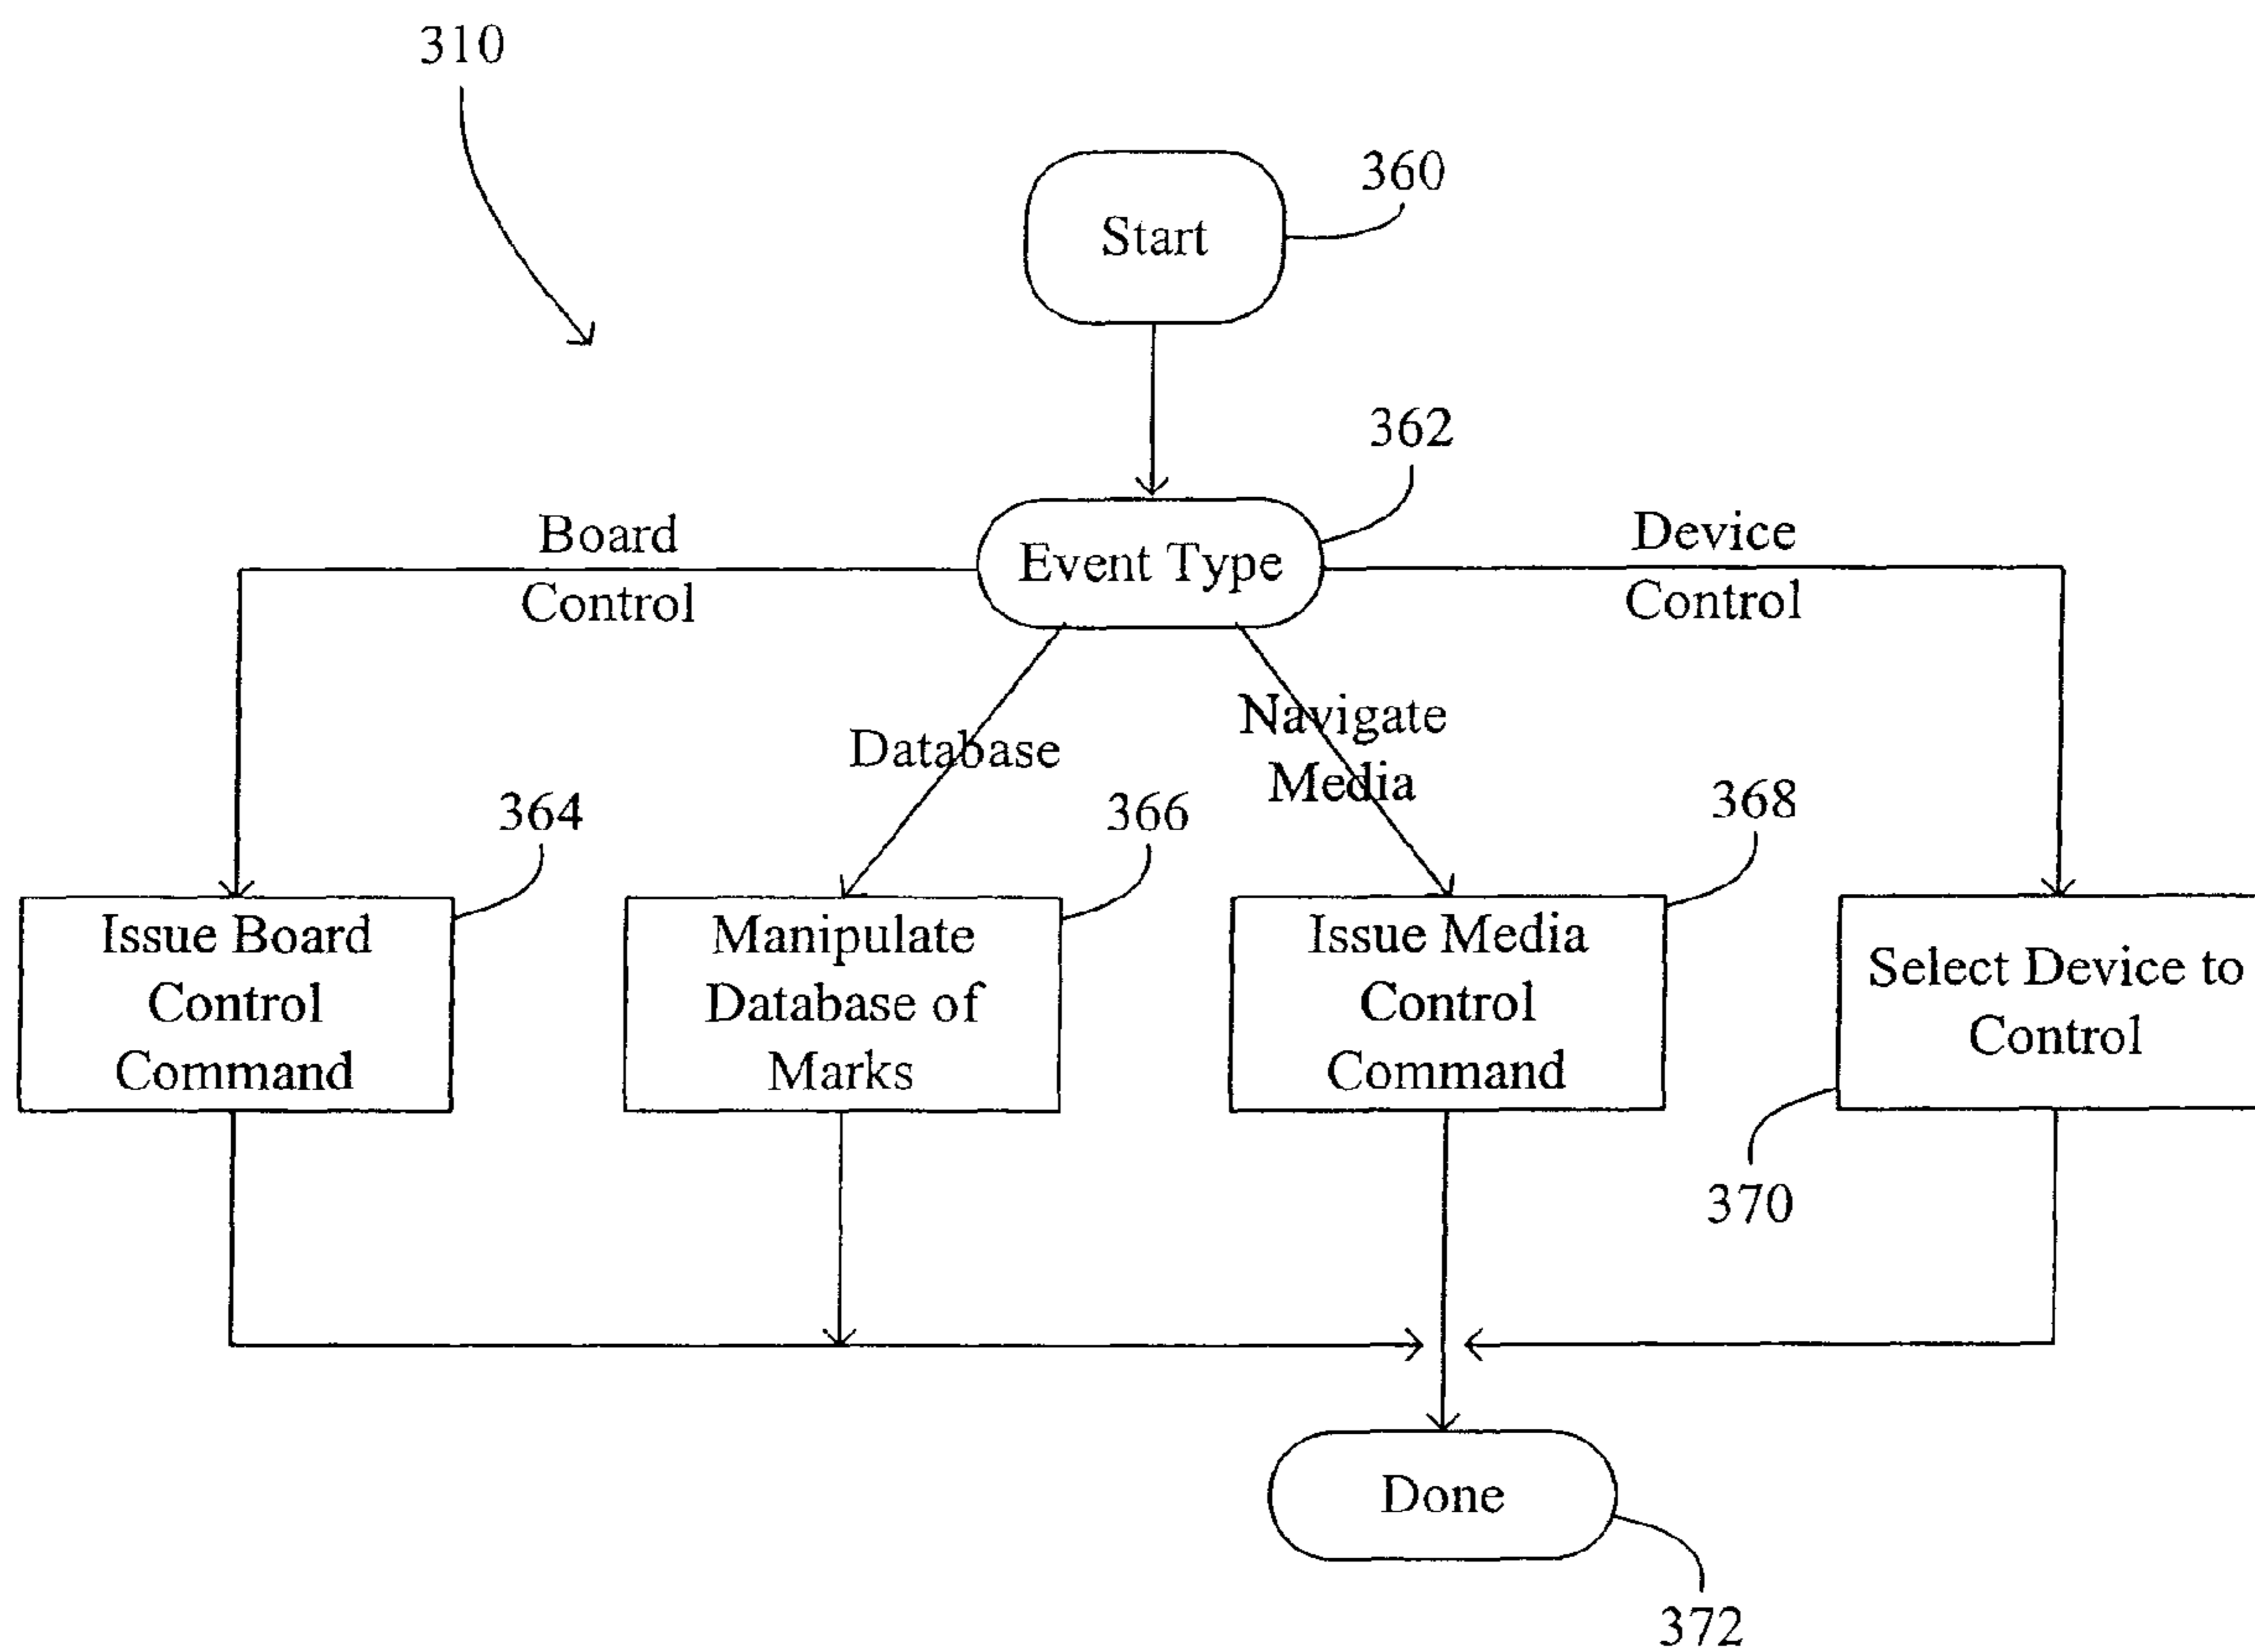 310
360
Start
362
Event Type
Board
Control
Device
Control
Database
Navigate
Media
364
366
368
Issue Board
Control
Command
Manipulate
Database of
Marks
Issue Media
Control
Command
Select Device to
Control
370
Done
372